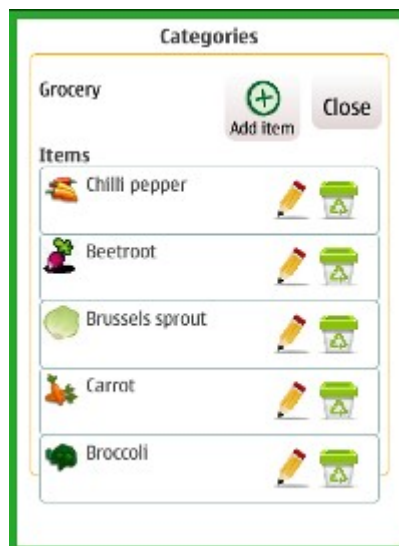 Categories
Grocery
Add item
Close
Items
Chilli pepper
Beetroot
Brussels sprout
Carrot
Broccoli